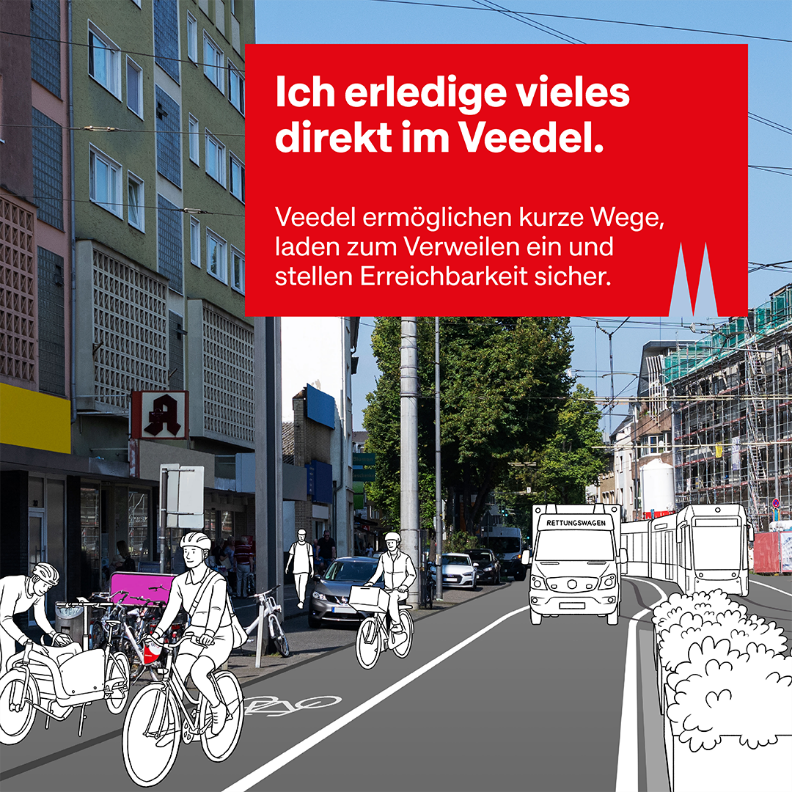 Ich erledige vieles
direkt im Veedel.
Veedel ermöglichen kurze Wege,
laden zum Verweilen ein und
stellen Erreichbarkeit sicher.
RETTUNGSWAGEN